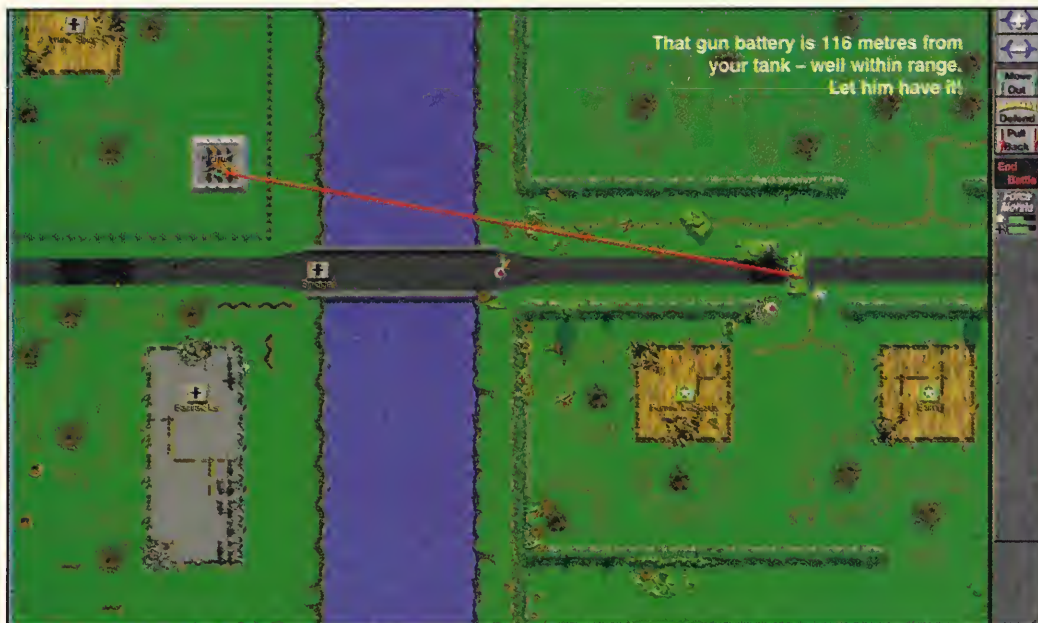 That gun battery is 116 metres from
your tank – well within range.
Let him have it!
Move
Out
Defend
Pull
Back
End
Battle
Force
Morale
Bridge
Barracks